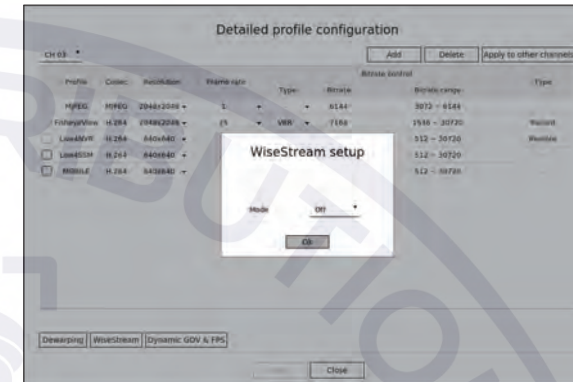 Detailed profile configuration
CH 03
Add Delete Apply to other channels
Bitrate control
Profile Codec Resolution Frame rate Type Bitrate Bitrate range Type
MJPEG MJPEG 2048x2048 1 6144 3072 ~ 6144
FisheyeView H.264 2048x2048 15 VBR 7168 1536 ~ 30720 Record
Live4NVR H.264 640x640 512 ~ 30720 Remote
Live4SSM H.264 640x640 512 ~ 30720
MOBILE H.264 640x640 512 ~ 30720
WiseStream setup
Mode Off
OK
Dewarping WiseStream Dynamic GOV & FPS
Close